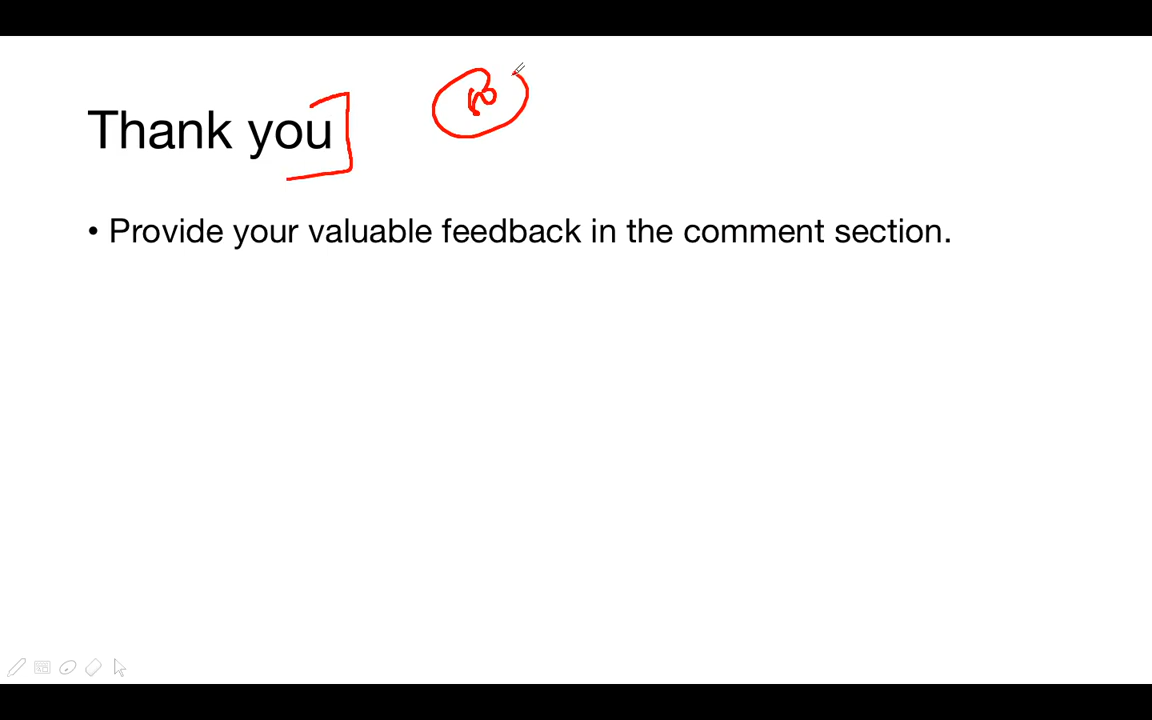 Thank you
• Provide your valuable feedback in the comment section.